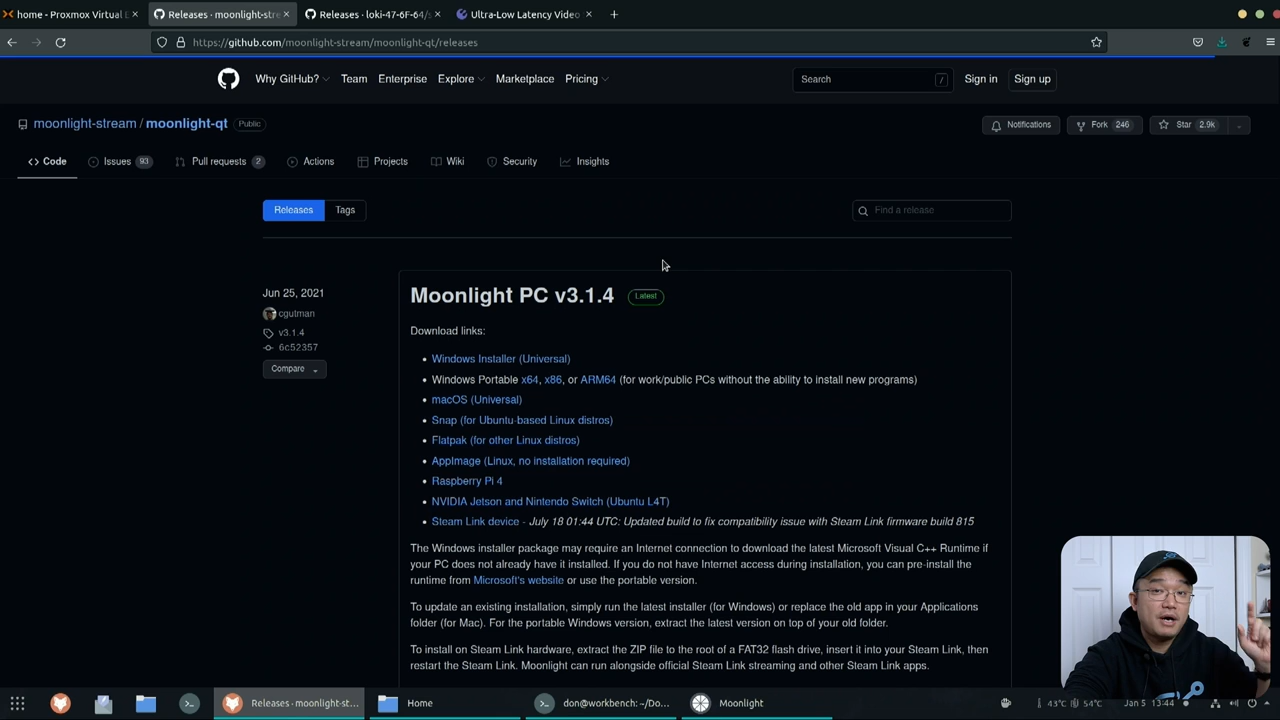 home - Proxmox Virtual E
Releases · moonlight-stre
Releases · loki-47-6F-64/s
Ultra-Low Latency Video
https://github.com/moonlight-stream/moonlight-qt/releases
Why GitHub?
Team
Enterprise
Explore
Marketplace
Pricing
Search
/
Sign in
Sign up
moonlight-stream / moonlight-qt
Public
Notifications
Fork 246
Star 2.9k
Code
Issues 93
Pull requests 2
Actions
Projects
Wiki
Security
Insights
Releases
Tags
Find a release
Jun 25, 2021
cgutman
v3.1.4
6c52357
Compare
Moonlight PC v3.1.4
Latest
Download links:
Windows Installer (Universal)
Windows Portable x64, x86, or ARM64 (for work/public PCs without the ability to install new programs)
macOS (Universal)
Snap (for Ubuntu-based Linux distros)
Flatpak (for other Linux distros)
AppImage (Linux, no installation required)
Raspberry Pi 4
NVIDIA Jetson and Nintendo Switch (Ubuntu L4T)
Steam Link device - July 18 01:44 UTC: Updated build to fix compatibility issue with Steam Link firmware build 815
The Windows installer package may require an Internet connection to download the latest Microsoft Visual C++ Runtime if
your PC does not already have it installed. If you do not have Internet access during installation, you can pre-install the
runtime from Microsoft's website or use the portable version.
To update an existing installation, simply run the latest installer (for Windows) or replace the old app in your Applications
folder (for Mac). For the portable Windows version, extract the latest version on top of your old folder.
To install on Steam Link hardware, extract the ZIP file to the root of a FAT32 flash drive, insert it into your Steam Link, then
restart the Steam Link. Moonlight can run alongside official Steam Link streaming and other Steam Link apps.
Releases · moonlight-st...
Home
don@workbench: ~/Do...
Moonlight
43°C
54°C
Jan 5 13:44